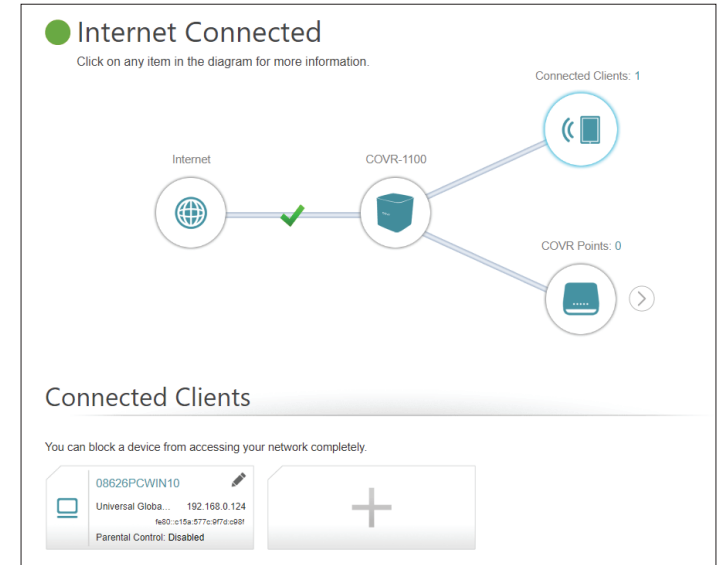 Internet Connected
Click on any item in the diagram for more information.
Connected Clients: 1
Internet
COVR-1100
COVR Points: 0
Connected Clients
You can block a device from accessing your network completely.
08626PCWIN10
Universal Globa... 192.168.0.124
fe80::c15a:577c:9f7d:c98f
Parental Control: Disabled